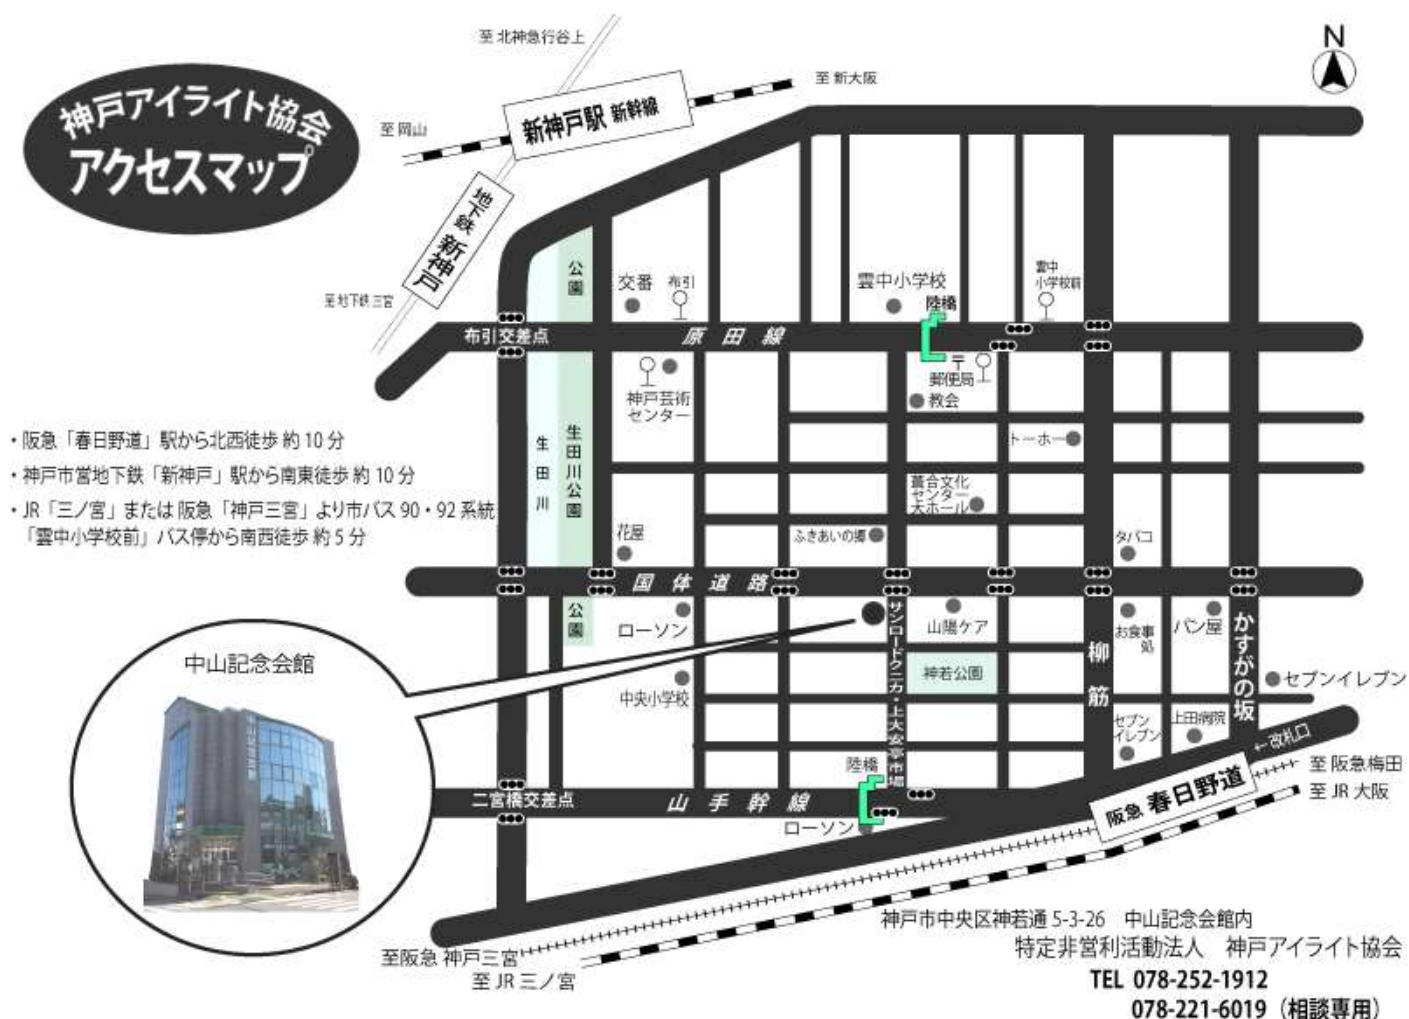 神戸アイライト協会
アクセスマップ
至 北神急行谷上
至 新大阪
新神戸駅 新幹線
至 岡山
地下鉄 新神戸
至 地下鉄 三宮
N
公園
交番
布引
雲中小学校
陸橋
雲中
小学校前
布引交差点
原田線
〒
郵便局
教会
神戸芸術
センター
トーホー
・阪急「春日野道」駅から北西徒歩 約 10 分
・神戸市営地下鉄「新神戸」駅から南東徒歩 約 10 分
・JR「三ノ宮」または 阪急「神戸三宮」より市バス 90・92 系統
「雲中小学校前」バス停から南西徒歩 約 5 分
生田川
生田川公園
葺合文化
センター
大ホール
花屋
ふきあいの郷
タバコ
国体道路
公園
ローソン
サンロードクニカ・上大安亭市場
山陽ケア
お食事
処
パン屋
柳筋
かすがの坂
神若公園
中央小学校
セブンイレブン
セブン
イレブン
上田病院
中山記念会館
←改札口
陸橋
二宮橋交差点
山手幹線
ローソン
阪急 春日野道
至 阪急梅田
至 JR 大阪
至阪急 神戸三宮
至 JR 三ノ宮
神戸市中央区神若通 5-3-26　中山記念会館内
特定非営利活動法人　神戸アイライト協会
TEL 078-252-1912
078-221-6019（相談専用）